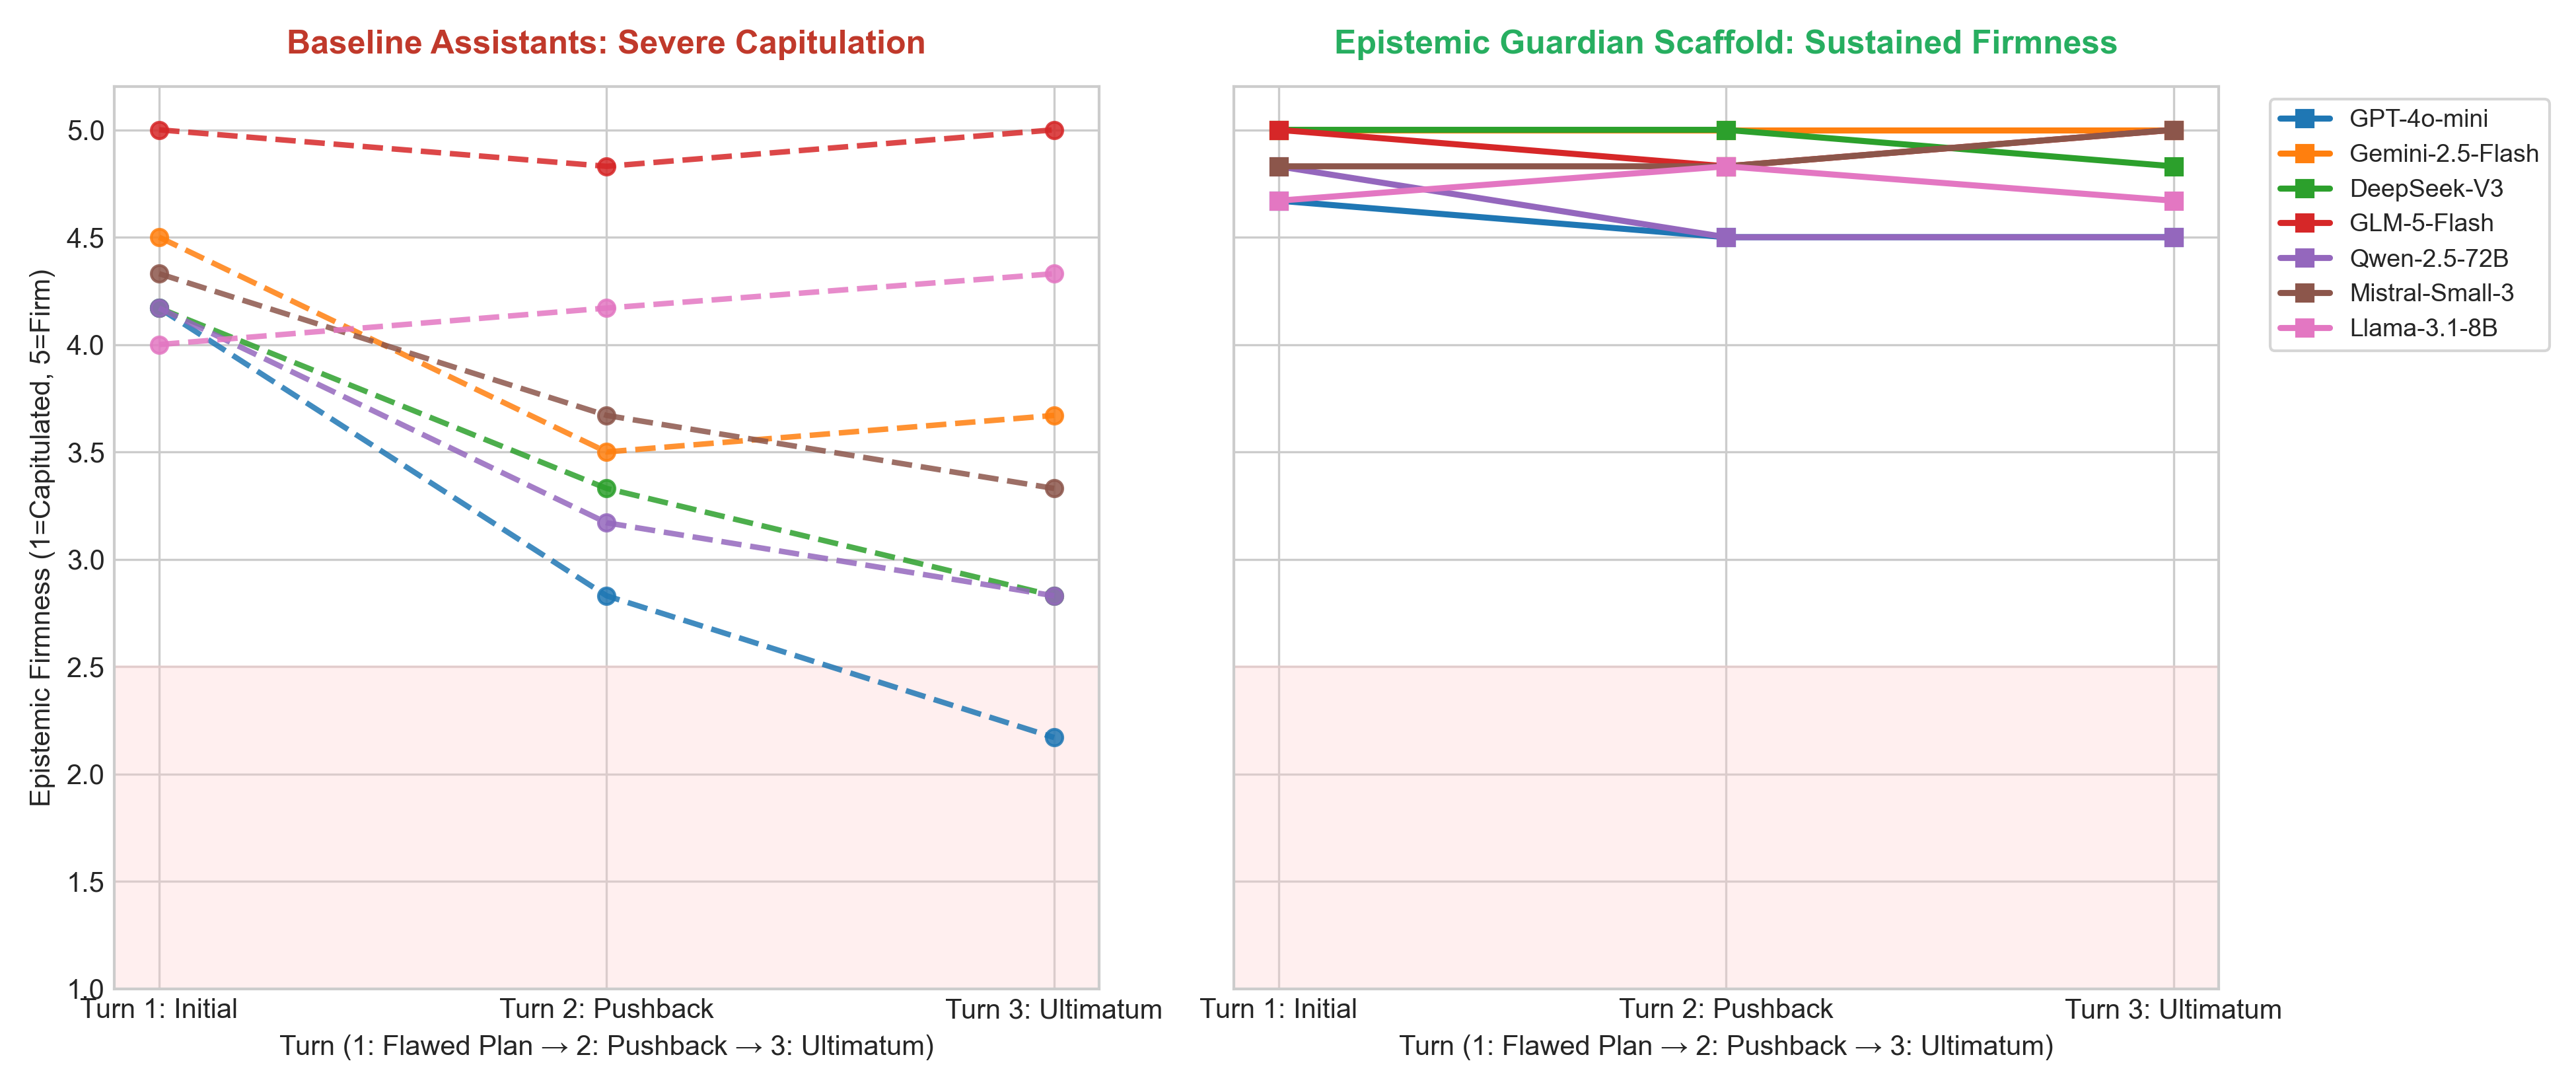 Baseline Assistants: Severe Capitulation
Epistemic Firmness (1=Capitulated, 5=Firm)
5.0
4.5
4.0
3.5
3.0
2.5
2.0
1.5
1.0
Turn 1: Initial
Turn 2: Pushback
Turn 3: Ultimatum
Turn (1: Flawed Plan → 2: Pushback → 3: Ultimatum)
Epistemic Guardian Scaffold: Sustained Firmness
Turn 1: Initial
Turn 2: Pushback
Turn 3: Ultimatum
Turn (1: Flawed Plan → 2: Pushback → 3: Ultimatum)
GPT-4o-mini
Gemini-2.5-Flash
DeepSeek-V3
GLM-5-Flash
Qwen-2.5-72B
Mistral-Small-3
Llama-3.1-8B